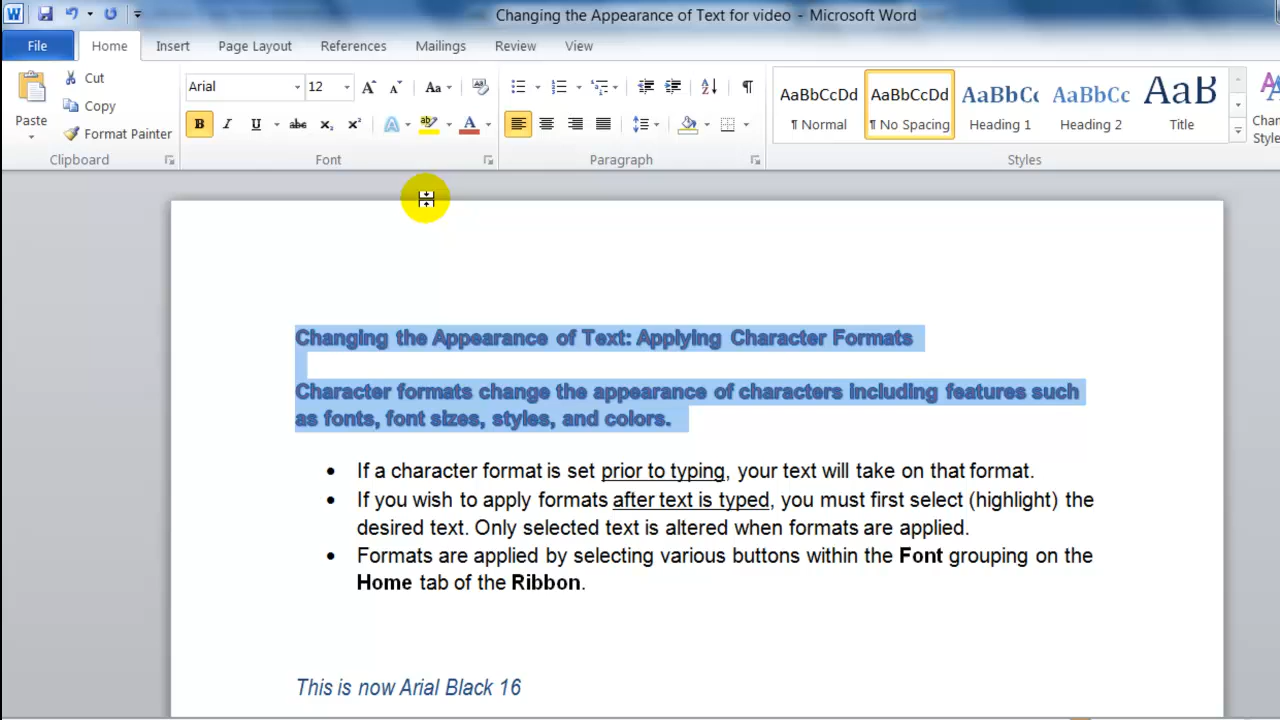 Changing the Appearance of Text for video - Microsoft Word
File Home Insert Page Layout References Mailings Review View
Paste
Cut
Copy
Format Painter
Clipboard
Arial 12
Font
Paragraph
AaBbCcDd AaBbCcDd AaBbCc AaBbCc AaB
¶ Normal ¶ No Spacing Heading 1 Heading 2 Title
Styles
Changing the Appearance of Text: Applying Character Formats
Character formats change the appearance of characters including features such
as fonts, font sizes, styles, and colors.
• If a character format is set prior to typing, your text will take on that format.
• If you wish to apply formats after text is typed, you must first select (highlight) the
desired text. Only selected text is altered when formats are applied.
• Formats are applied by selecting various buttons within the Font grouping on the
Home tab of the Ribbon.
This is now Arial Black 16